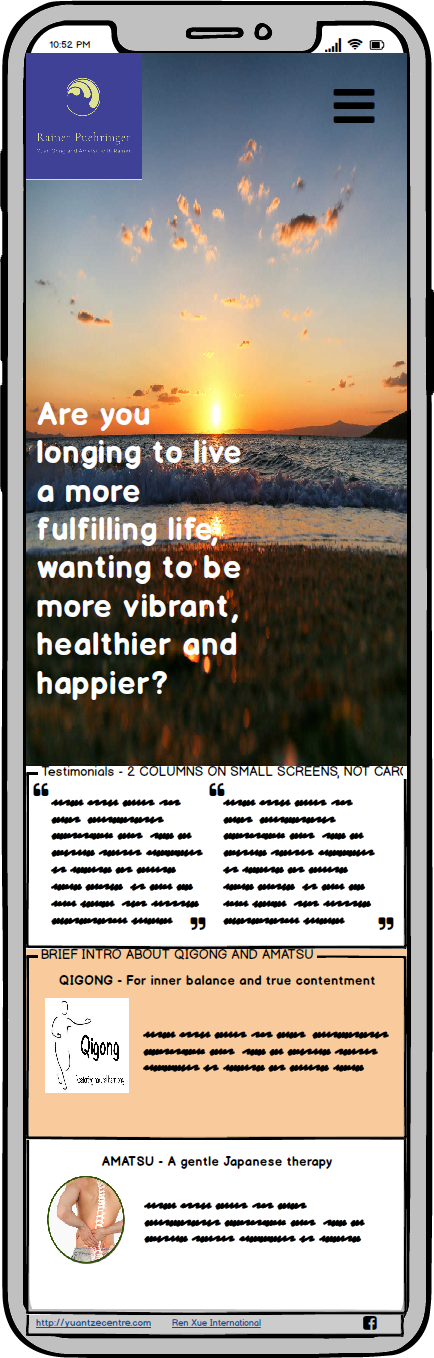 10:52 PM
Rainer Puehringer
Are you
longing to live
a more
fulfilling life,
wanting to be
more vibrant,
healthier and
happier?
Testimonials - 2 COLUMNS ON SMALL SCREENS, NOT
BRIEF INTRO ABOUT QIGONG AND AMATSU
QIGONG - For inner balance and true contentment
Qigong
AMATSU - A gentle Japanese therapy
http://yuantzecentre.com Ren Xue International